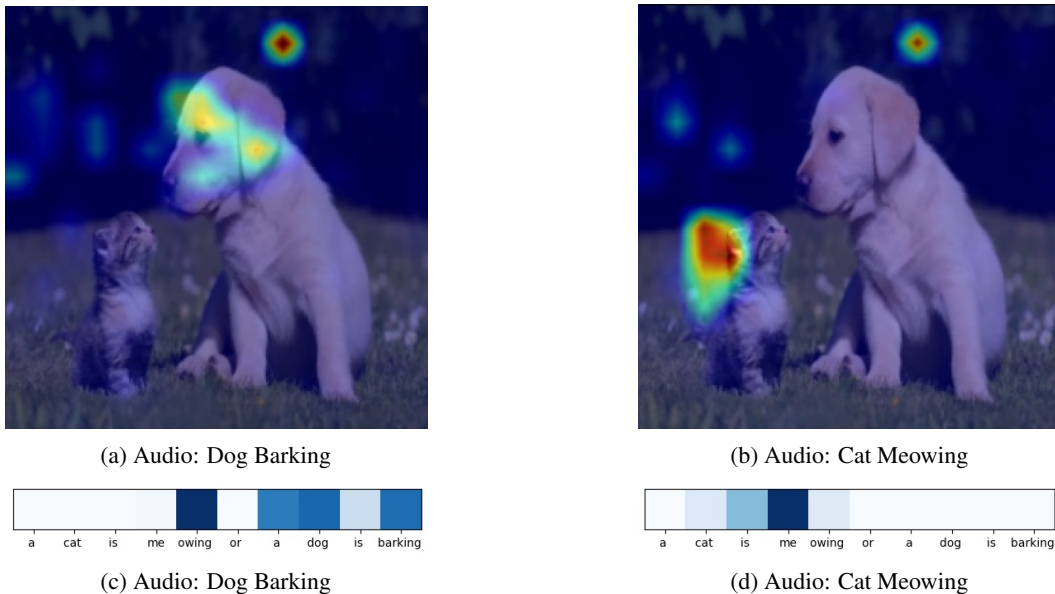 (a) Audio: Dog Barking
(b) Audio: Cat Meowing
a cat is me owing or a dog is barking
a cat is me owing or a dog is barking
(c) Audio: Dog Barking
(d) Audio: Cat Meowing